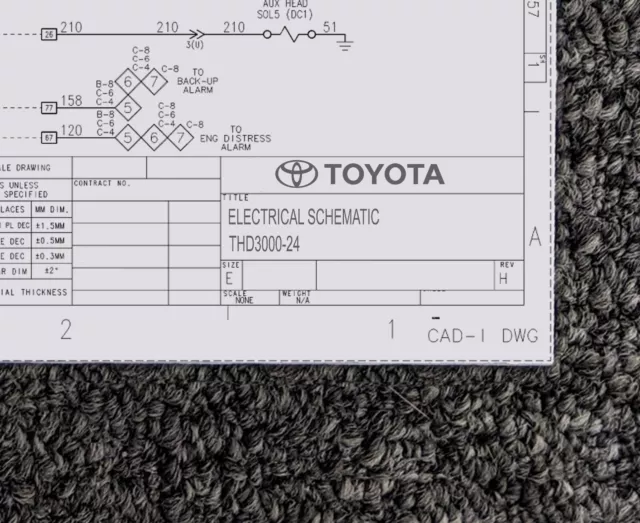 AUX HEAD
SOL5 (DC1)
26 210 210 3(U) 210 51
57
S4
1
C-8
C-6
C-4 6 7 C-8
TO
BACK-UP
ALARM
77 158 B-8
C-6
C-4 5
C-8
C-6
C-4
67 120 5 6 7 C-8
TO
ENG DISTRESS
ALARM
LE DRAWING
S UNLESS
SPECIFIED
CONTRACT NO.
TOYOTA
LACES MM DIM.
PL DEC ±1.5MM
E DEC ±0.5MM
E DEC ±0.3MM
R DIM ±2°
IAL THICKNESS
TITLE
ELECTRICAL SCHEMATIC
THD3000-24
A
SIZE
E
REV
H
SCALE
NONE
WEIGHT
N/A
2 1 CAD-I DWG